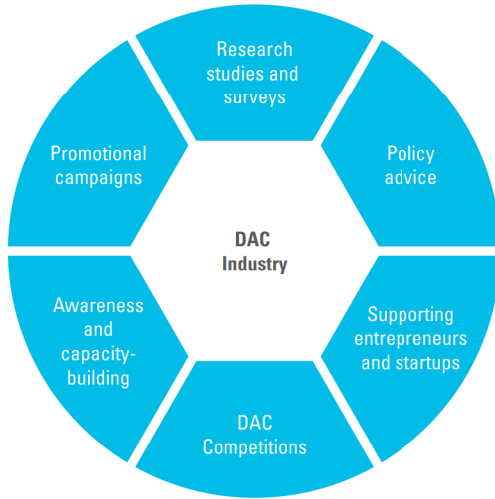 Research
studies and
surveys
Policy
advice
Supporting
entrepreneurs
and startups
DAC
Competitions
Awareness
and
capacity-
building
Promotional
campaigns
DAC
Industry